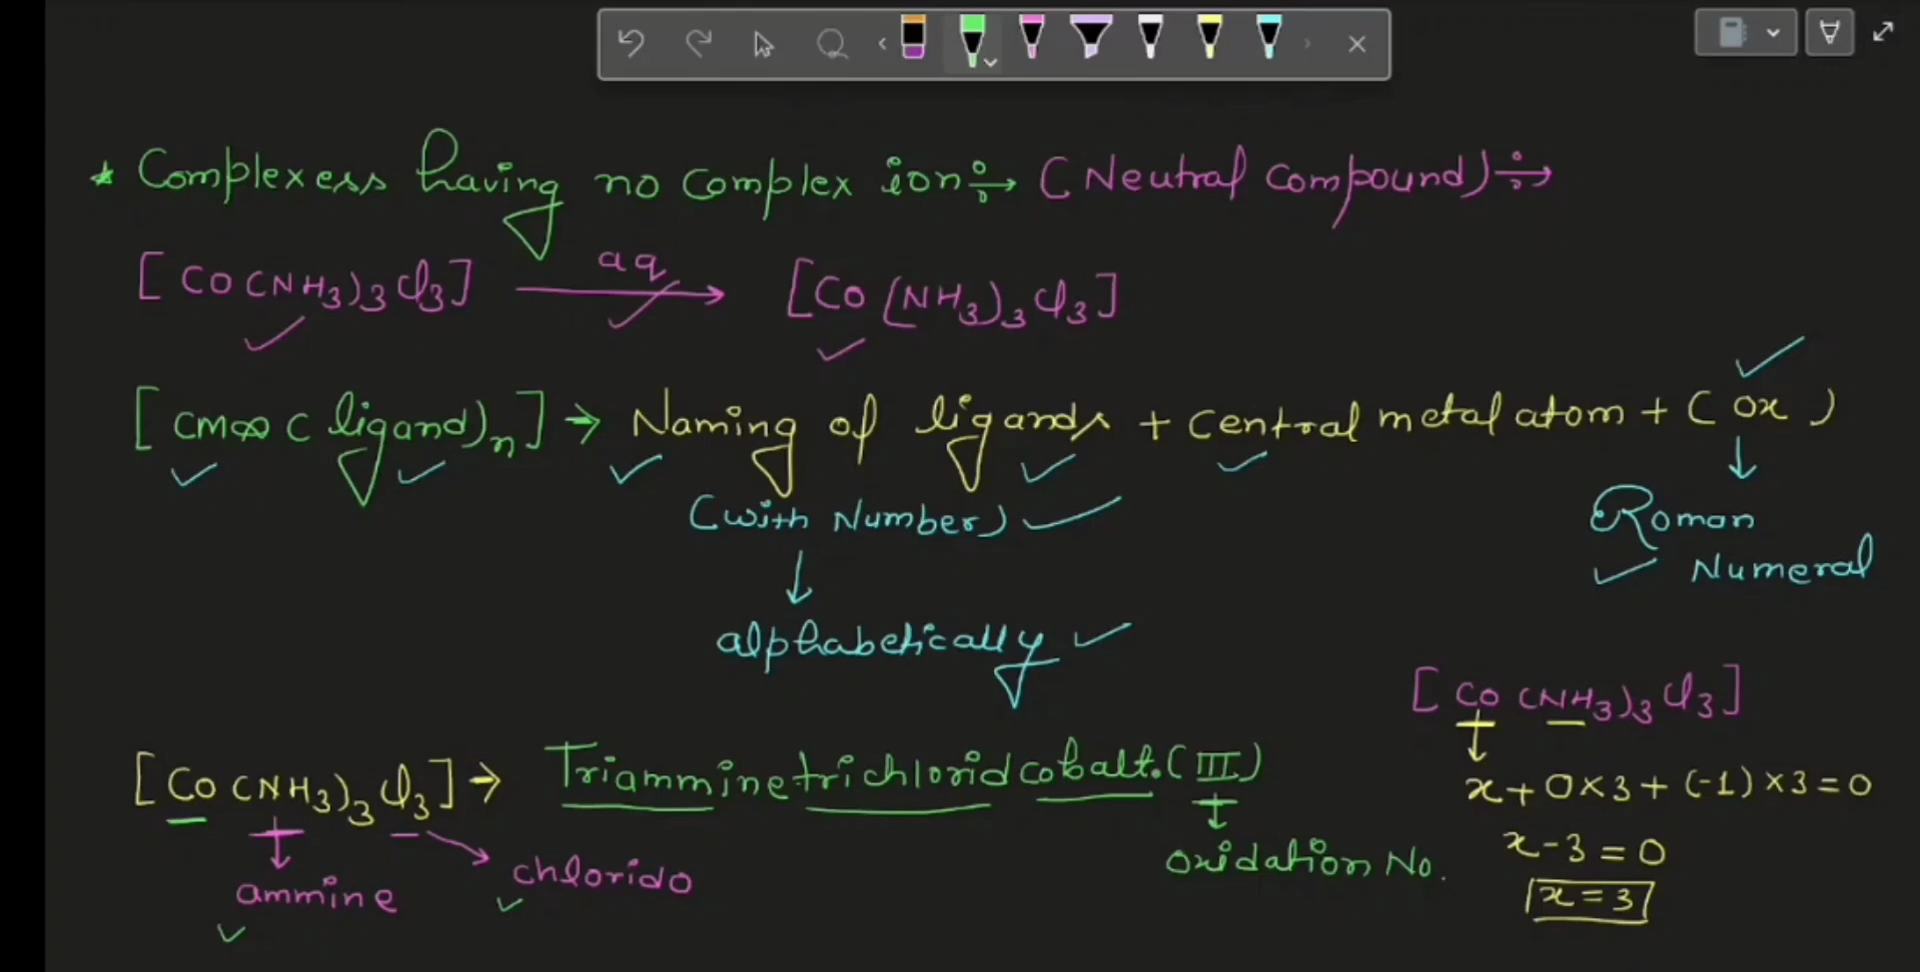 * Complexess having no complex ion÷→ (Neutral compound)÷→
[Co(NH3)3Cl3] aq → [Co(NH3)3Cl3]
[CM∞(ligand)n] → Naming of ligands + central metal atom + (ox)
(with Number)
↓
alphabetically
↓
Roman
Numeral
[Co(NH3)3Cl3] → Triamminetrichloridcobalt.(III)
ammine
chlorido
oxidation No.
[Co(NH3)3Cl3]
x+0×3+(-1)×3=0
x-3=0
x=3